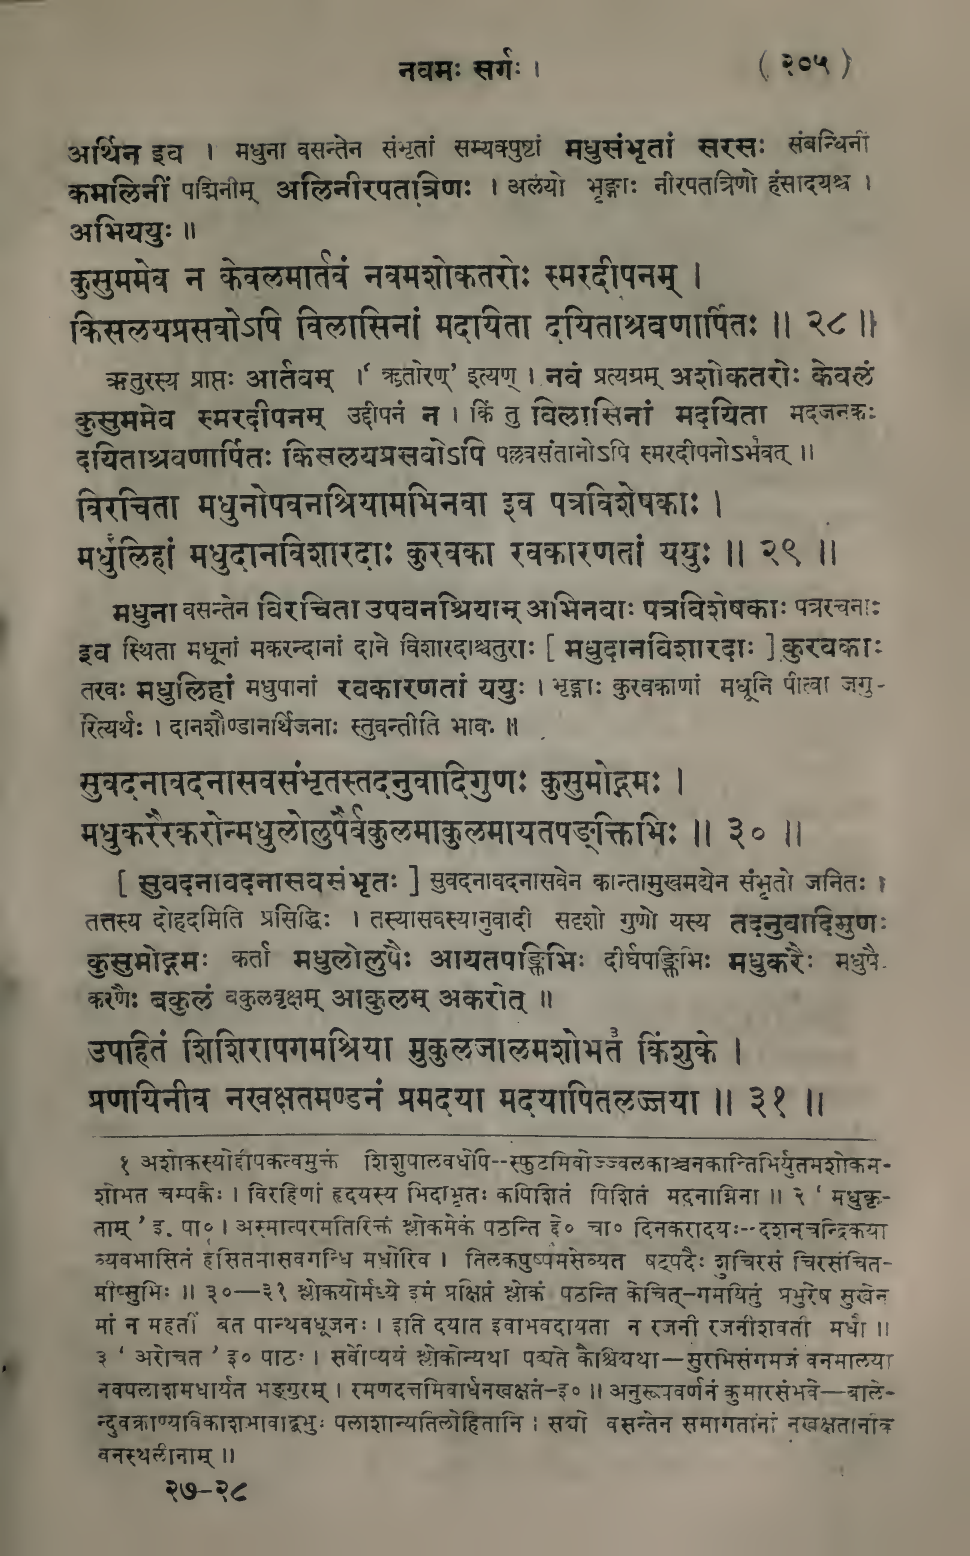 नवमः सर्गः ।
( २०५ )
अर्थिन इव । मधुना वसन्तेन संभृतां सम्यक्पुष्टां मधुसंभृतां सरसः संबन्धिनीं
कमलिनीं पद्मिनीम् अलिनीरपतत्रिणः । अलयो भृङ्गाः नीरपतत्रिणो हंसादयश्च ।
अभिययुः ॥
कुसुममेव न केवलमार्तवं नवमशोकतरोः स्मरदीपनम् ।
किसलयप्रसवोऽपि विलासिनां मदयिता दयिताश्रवणार्पितः ॥ २८ ॥
ऋतुरस्य प्राप्तः आर्तवम् । ‘ ऋतोरण् ’ इत्यण् । नवं प्रत्यग्रम् अशोकतरोः केवलं
कुसुममेव स्मरदीपनम् उद्दीपनं न । किं तु विलासिनां मदयिता मदजनकः
दयिताश्रवणार्पितः किसलयप्रसवोऽपि पल्लवसंतानोऽपि स्मरदीपनोऽभवत् ॥
विरचिता मधुनोपवनश्रियामभिनवा इव पत्रविशेषकाः ।
मधुलिहां मधुदानविशारदाः कुरवका रवकारणतां ययुः ॥ २९ ॥
मधुना वसन्तेन विरचिता उपवनश्रियाम् अभिनवाः पत्रविशेषकाः पत्ररचनाः
इव स्थिता मधूनां मकरन्दानां दाने विशारदाश्चतुराः [ मधुदानविशारदाः ] कुरवकाः
तरवः मधुलिहां मधुपानां रवकारणतां ययुः । भृङ्गाः कुरवकाणां मधूनि पीत्वा जगु-
रित्यर्थः । दानशौण्डानर्थिजनाः स्तुवन्तीति भावः ॥
सुवदनावदनासवसंभृतस्तदनुवादिगुणः कुसुमोद्गमः ।
मधुकरैरकरोन्मधुलोलुपैर्बकुलमाकुलमायतपङ्क्तिभिः ॥ ३० ॥
[ सुवदनावदनासवसंभृतः ] सुवदनावदनासवेन कान्तामुखमद्येन संभृतो जनितः ।
तत्तस्य दोहदमिति प्रसिद्धिः । तस्यासवस्यानुवादी सदृशो गुणो यस्य तदनुवादिगुणः
कुसुमोद्गमः कर्ता मधुलोलुपैः आयतपङ्क्तिभिः दीर्घपङ्क्तिभिः मधुकरैः मधुपैः
करणैः बकुलं बकुलवृक्षम् आकुलम् अकरोत् ॥
उपहितं शिशिरापगमश्रिया मुकुलजालमशोभत³ किंशुके ।
प्रणयिनीव नखक्षतमण्डनं प्रमदया मदयापितलज्जया ॥ ३१ ॥
१ अशोकस्योद्दीपकत्वमुक्तं शिशुपालवधेपि--स्फुटमिवोज्ज्वलकाञ्चनकान्तिभिर्युतमशोकम-
शोभत चम्पकैः । विरहिणां हृदयस्य भिदाभृतः कपिशितं पिशितं मदनाग्निना ॥ २ ‘ मधुकृ-
ताम् ’ इ. पा० । अस्मात्परमतिरिक्तं श्लोकमेकं पठन्ति हे० चा० दिनकरादयः--दशनचन्द्रिकया
व्यवभासितं हसितमासवगन्धि मधोरिव । तिलकपुष्पमसेव्यत षट्पदैः शुचिरसं चिरसंचित-
मीप्सुभिः ॥ ३०—३१ श्लोकयोर्मध्ये इमं प्रक्षिप्तं श्लोकं पठन्ति केचित्-गमयितुं प्रभुरेष सुखेन
मां न महतीं बत पान्थवधूजनः । इति दयात इवाभवदायता न रजनी रजनीशवती मधौ ॥
३ ‘ अरोचत ’ इ० पाठः । सर्वोप्ययं श्लोकोन्यथा पठ्यते कैश्चिद्यथा—सुरभिसंगमजं वनमालया
नवपलाशमधार्यत भङ्गुरम् । रमणदत्तमिवार्धनखक्षतं-इ० ॥ अनुरूपवर्णनं कुमारसंभवे—बाले-
न्दुवक्राण्यविकाशभावाद्बभुः पलाशान्यतिलोहितानि । सद्यो वसन्तेन समागतानां नखक्षतानीव
वनस्थलीनाम् ॥
२७-२८